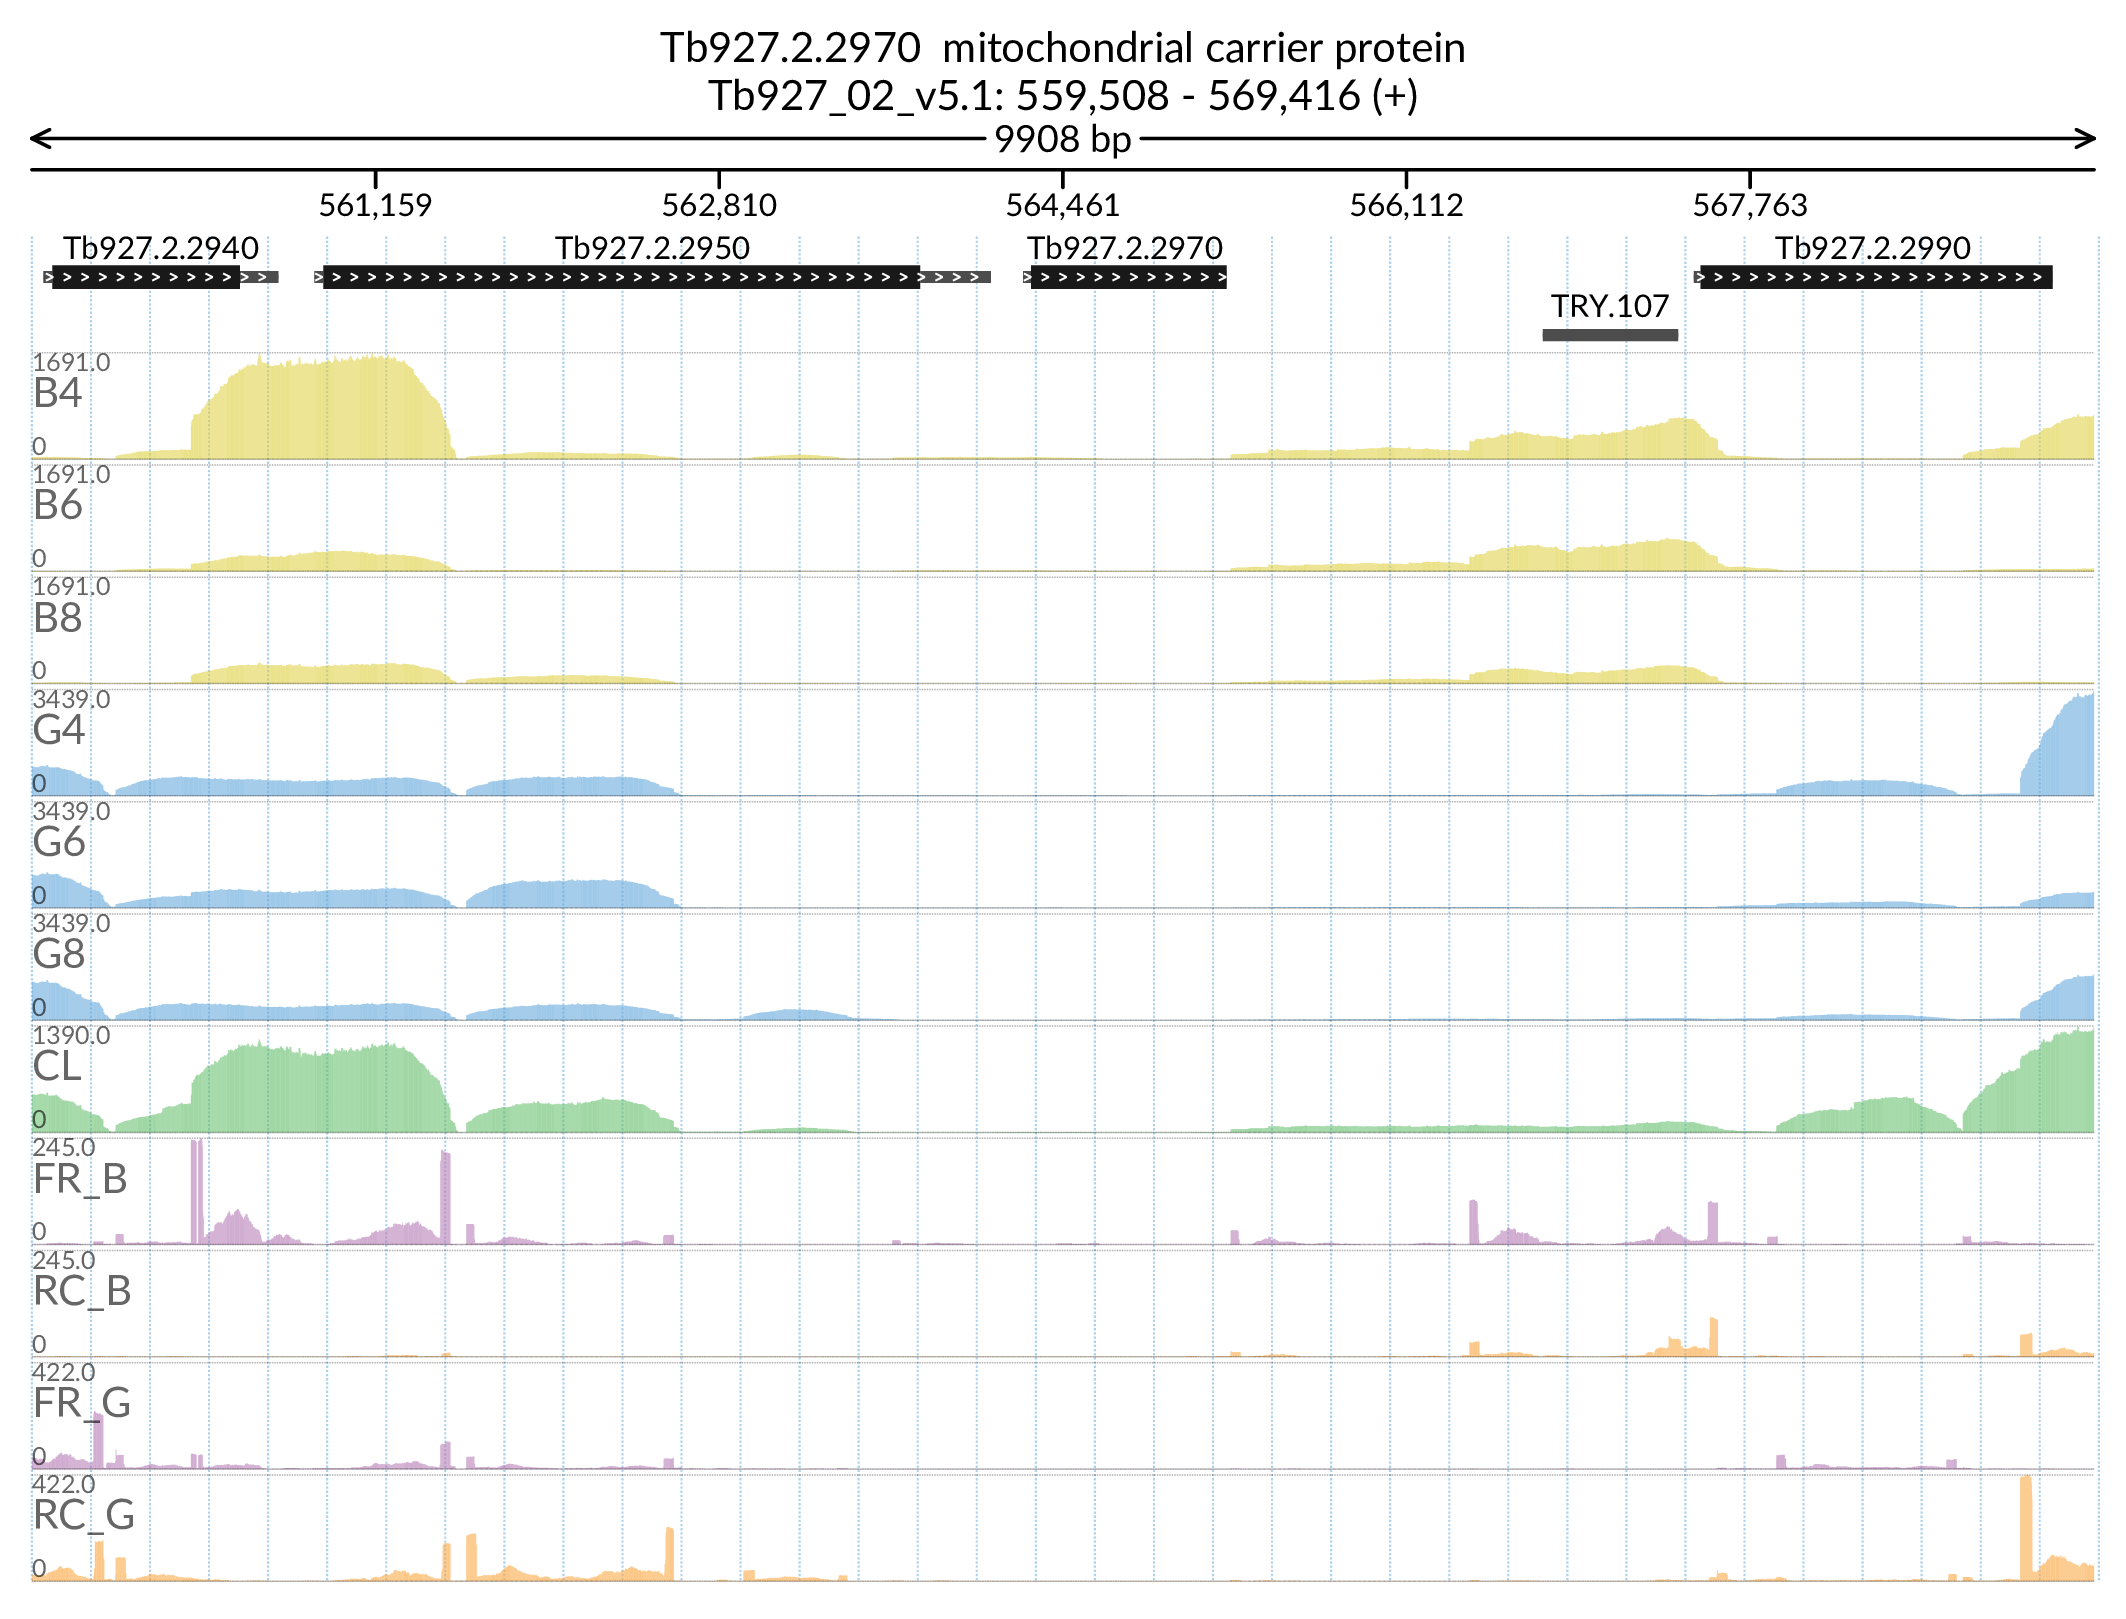 Tb927.2.2970  mitochondrial carrier protein
Tb927_02_v5.1: 559,508 - 569,416 (+)
9908 bp
561,159 562,810 564,461 566,112 567,763
Tb927.2.2940 Tb927.2.2950 Tb927.2.2970 Tb927.2.2990
TRY.107
1691.0
B4
0
1691.0
B6
0
1691.0
B8
0
3439.0
G4
0
3439.0
G6
0
3439.0
G8
0
1390.0
CL
0
245.0
FR_B
0
245.0
RC_B
0
422.0
FR_G
0
422.0
RC_G
0